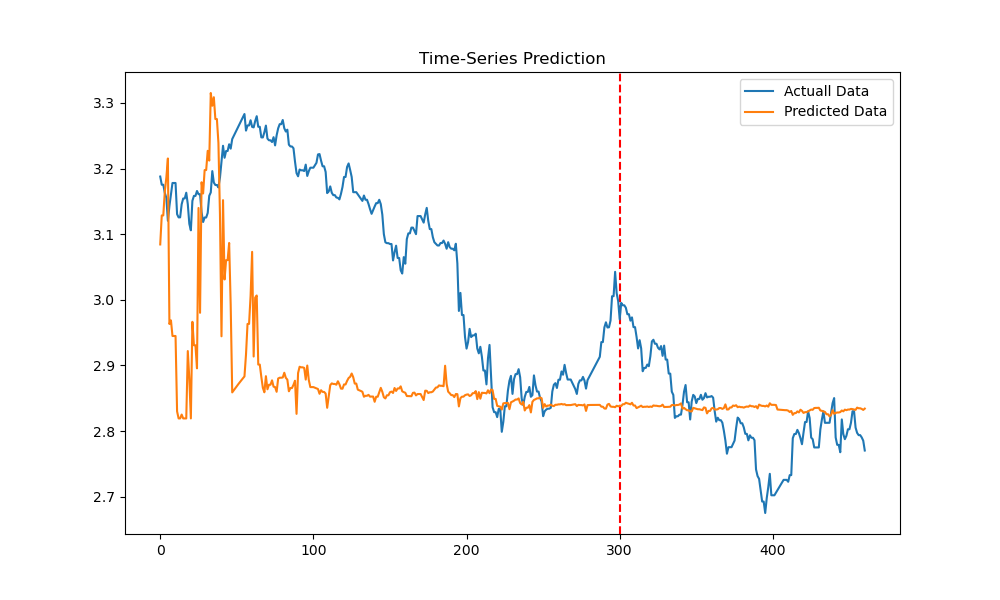 Time-Series Prediction
Actuall Data
Predicted Data
3.3
3.2
3.1
3.0
2.9
2.8
2.7
0 100 200 300 400